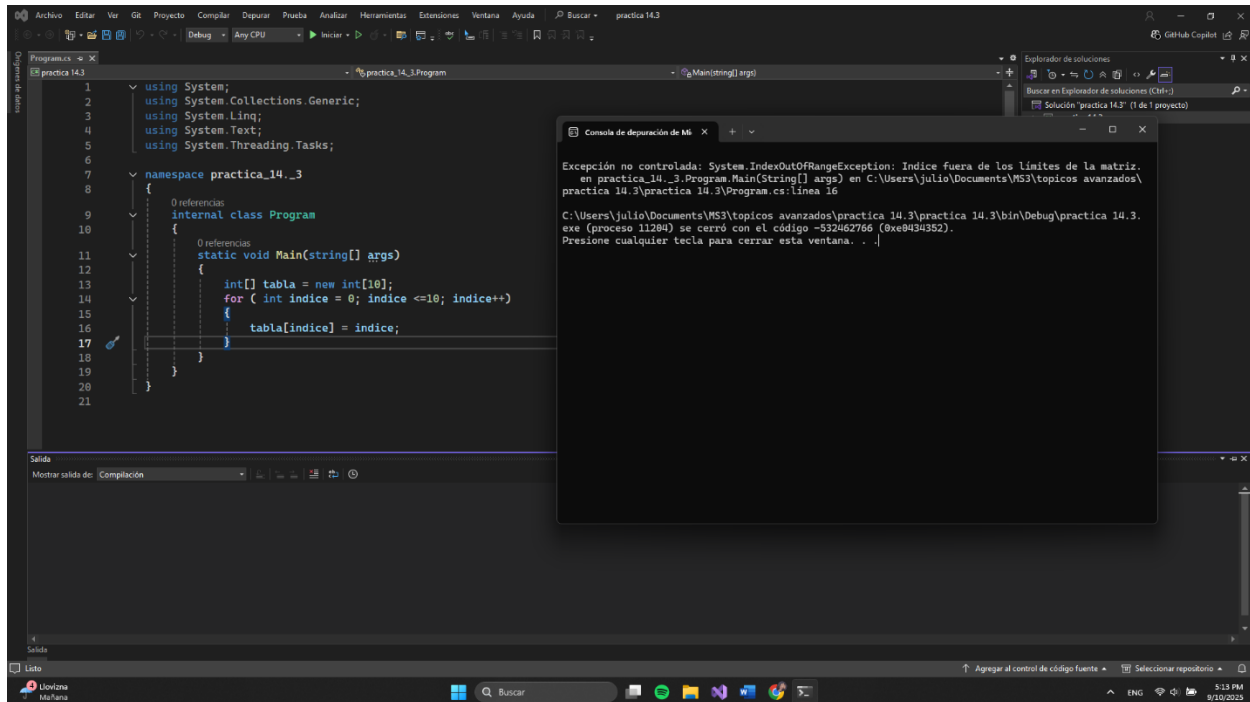 Archivo Editar Ver Git Proyecto Compilar Depurar Prueba Analizar Herramientas Extensiones Ventana Ayuda Buscar practica 14.3
Debug Any CPU Iniciar GitHub Copilot
Orígenes de datos
Program.cs
practica 14.3 practica_14._3.Program Main(string[] args)
1 using System;
2 using System.Collections.Generic;
3 using System.Linq;
4 using System.Text;
5 using System.Threading.Tasks;
6
7 namespace practica_14._3
8 {
0 referencias
9 internal class Program
10 {
0 referencias
11 static void Main(string[] args)
12 {
13 int[] tabla = new int[10];
14 for ( int indice = 0; indice <=10; indice++)
15 {
16 tabla[indice] = indice;
17 }
18 }
19 }
20 }
21
Explorador de soluciones
Buscar en Explorador de soluciones (Ctrl+;)
Solución "practica 14.3" (1 de 1 proyecto)
Consola de depuración de Mi
Excepción no controlada: System.IndexOutOfRangeException: Índice fuera de los límites de la matriz.
en practica_14._3.Program.Main(String[] args) en C:\Users\julio\Documents\MS3\topicos avanzados\
practica 14.3\practica 14.3\Program.cs:línea 16
C:\Users\julio\Documents\MS3\topicos avanzados\practica 14.3\practica 14.3\bin\Debug\practica 14.3.
exe (proceso 11204) se cerró con el código -532462766 (0xe0434352).
Presione cualquier tecla para cerrar esta ventana. . .
Salida
Mostrar salida de: Compilación
Salida
Listo Agregar al control de código fuente Seleccionar repositorio
4 Llovizna
Mañana
Buscar
ENG 5:13 PM
9/10/2025